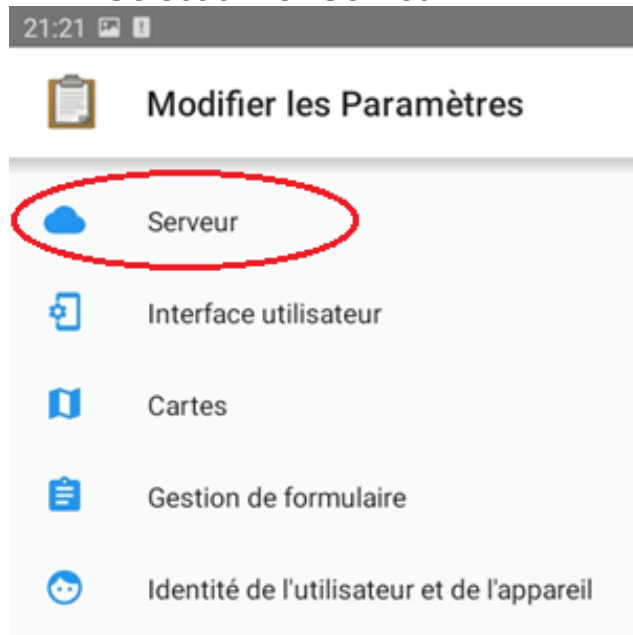 21:21
Modifier les Paramètres
Serveur
Interface utilisateur
Cartes
Gestion de formulaire
Identité de l'utilisateur et de l'appareil